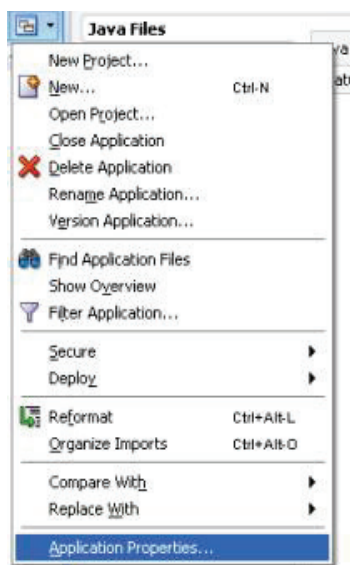 Java Files
va
New Project...
New... Ctrl-N
atu
Open Project...
Close Application
Delete Application
Rename Application...
Version Application...
Find Application Files
Show Overview
Filter Application...
Secure
Deploy
Reformat Ctrl+Alt-L
Organize Imports Ctrl+Alt-O
Compare With
Replace With
Application Properties...